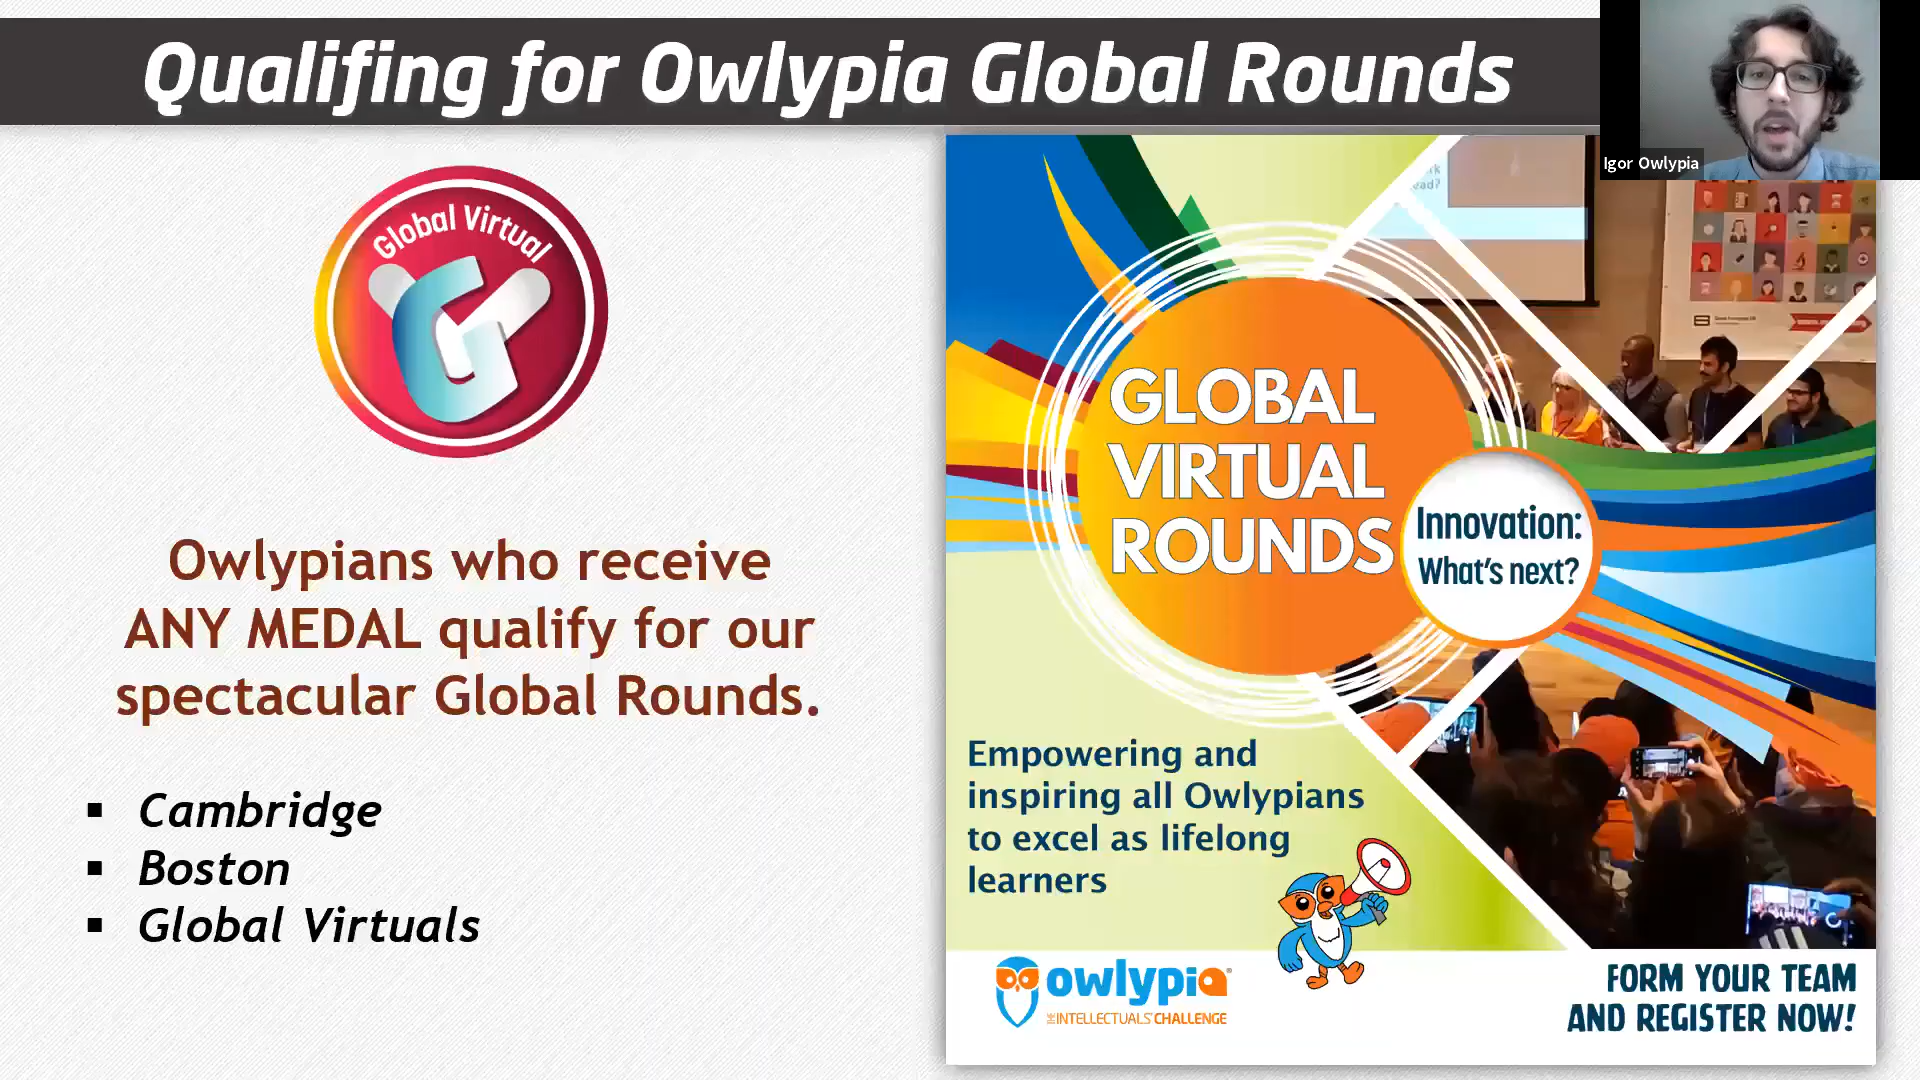 Qualifing for Owlypia Global Rounds
Igor Owlypia
Global Virtual
Owlypians who receive
ANY MEDAL qualify for our
spectacular Global Rounds.
▪ Cambridge
▪ Boston
▪ Global Virtuals
GLOBAL
VIRTUAL
ROUNDS
Innovation:
What's next?
Empowering and
inspiring all Owlypians
to excel as lifelong
learners
owlypia®
THE INTELLECTUALS' CHALLENGE
FORM YOUR TEAM
AND REGISTER NOW!